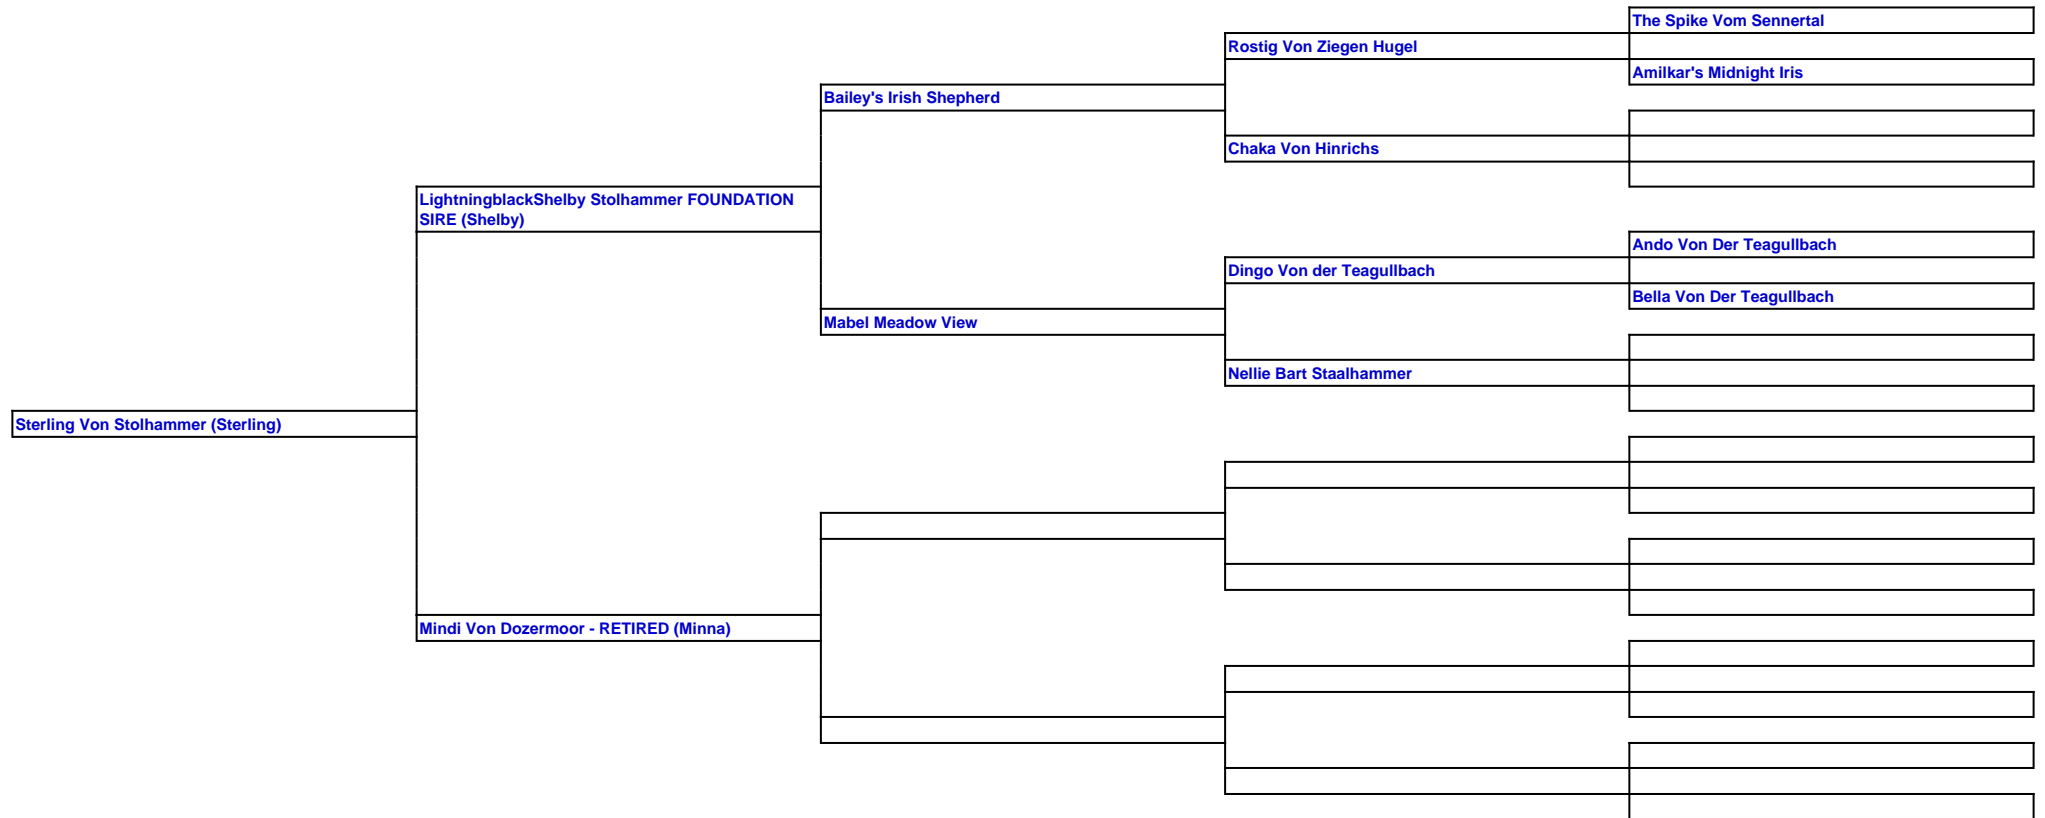 The Spike Vom Sennertal
Rostig Von Ziegen Hugel
Amilkar's Midnight Iris
Bailey's Irish Shepherd
Chaka Von Hinrichs
LightningblackShelby Stolhammer FOUNDATION
SIRE (Shelby)
Ando Von Der Teagullbach
Dingo Von der Teagullbach
Bella Von Der Teagullbach
Mabel Meadow View
Nellie Bart Staalhammer
Sterling Von Stolhammer (Sterling)
Mindi Von Dozermoor - RETIRED (Minna)